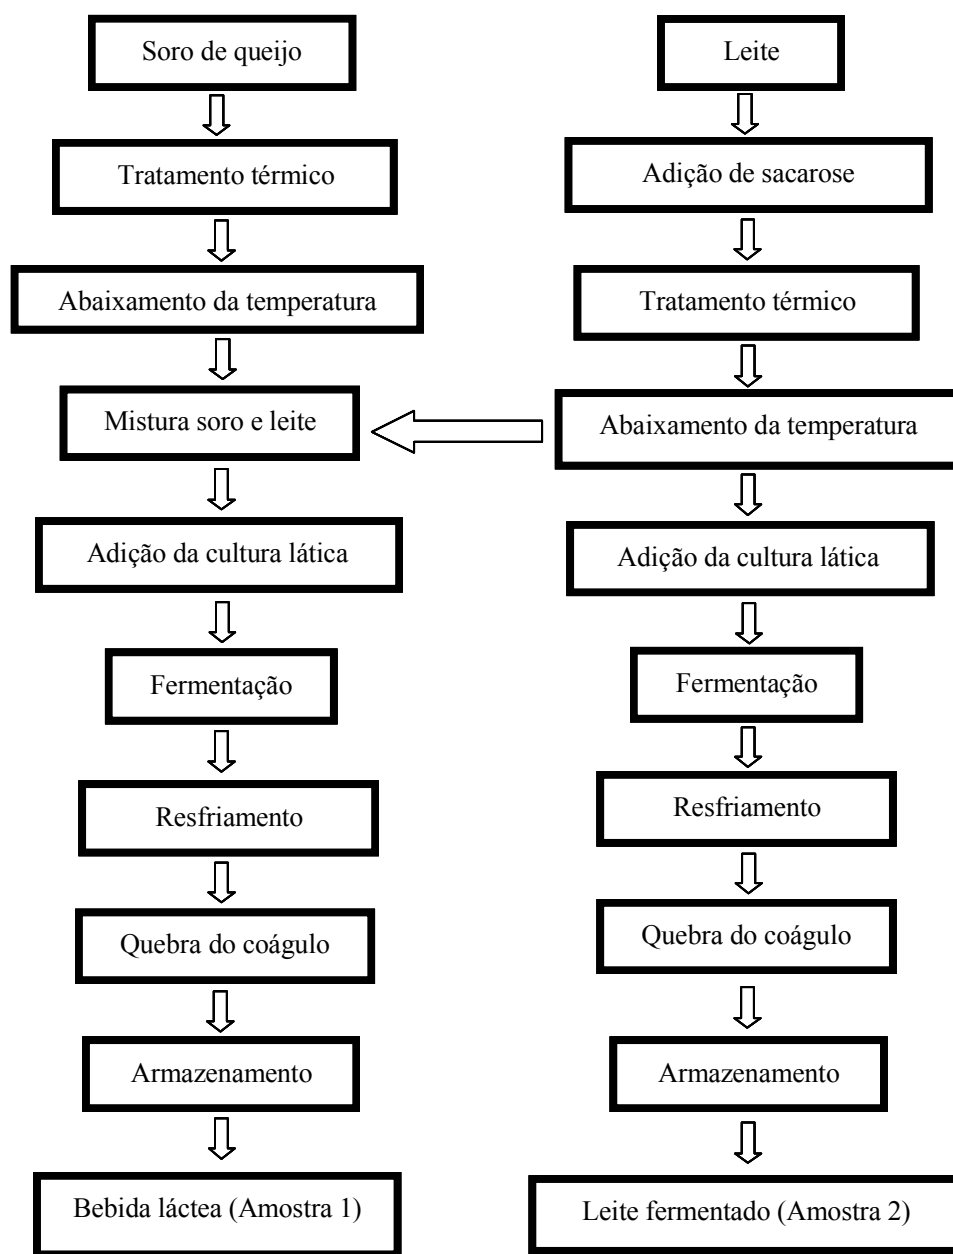 Soro de queijo
Tratamento térmico
Abaixamento da temperatura
Mistura soro e leite
Adição da cultura lática
Fermentação
Resfriamento
Quebra do coágulo
Armazenamento
Bebida láctea (Amostra 1)
Leite
Adição de sacarose
Tratamento térmico
Abaixamento da temperatura
Adição da cultura lática
Fermentação
Resfriamento
Quebra do coágulo
Armazenamento
Leite fermentado (Amostra 2)